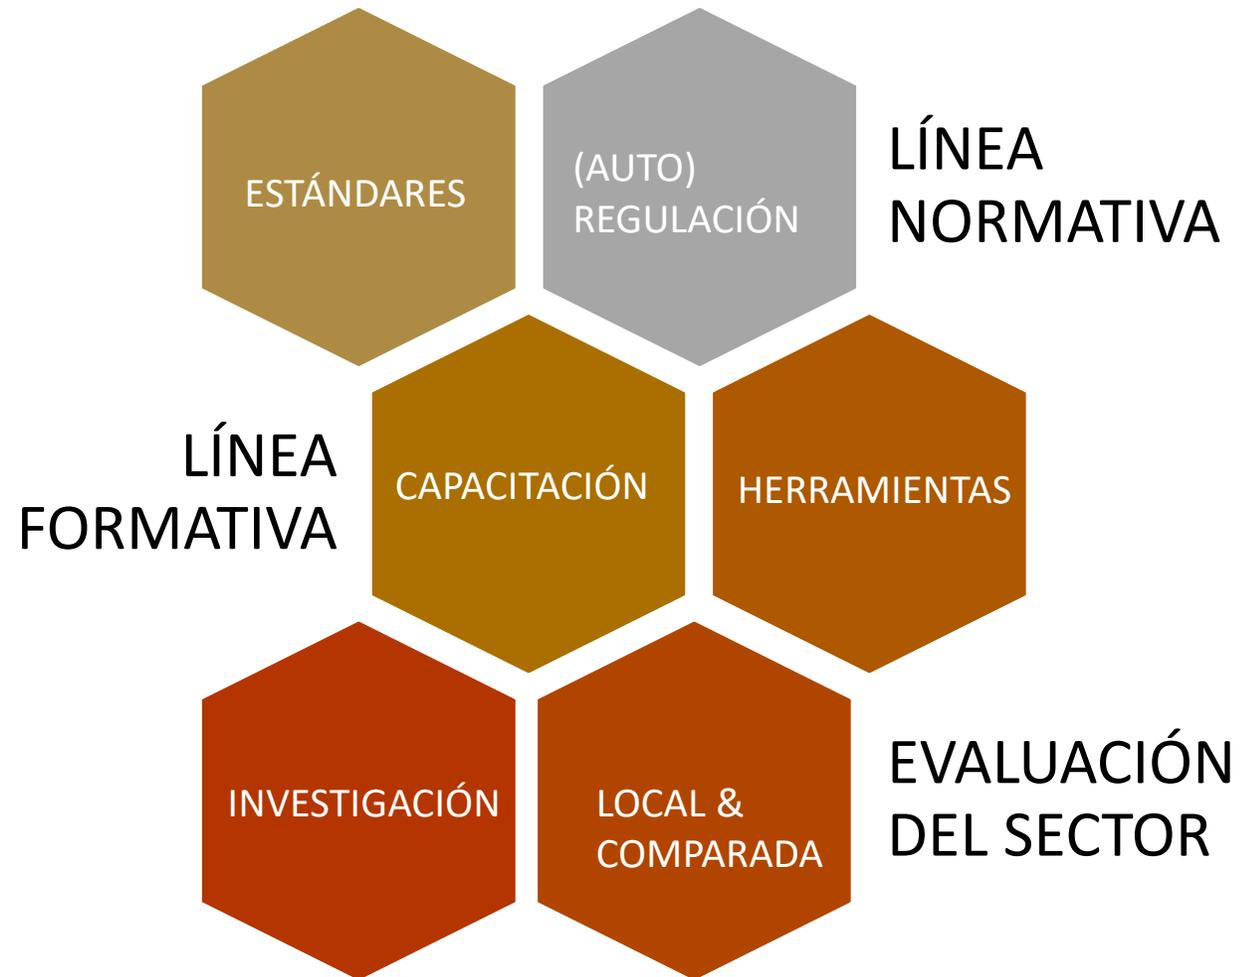 ESTÁNDARES
(AUTO)
REGULACIÓN
LÍNEA
NORMATIVA
LÍNEA
FORMATIVA
CAPACITACIÓN
HERRAMIENTAS
INVESTIGACIÓN
LOCAL &
COMPARADA
EVALUACIÓN
DEL SECTOR